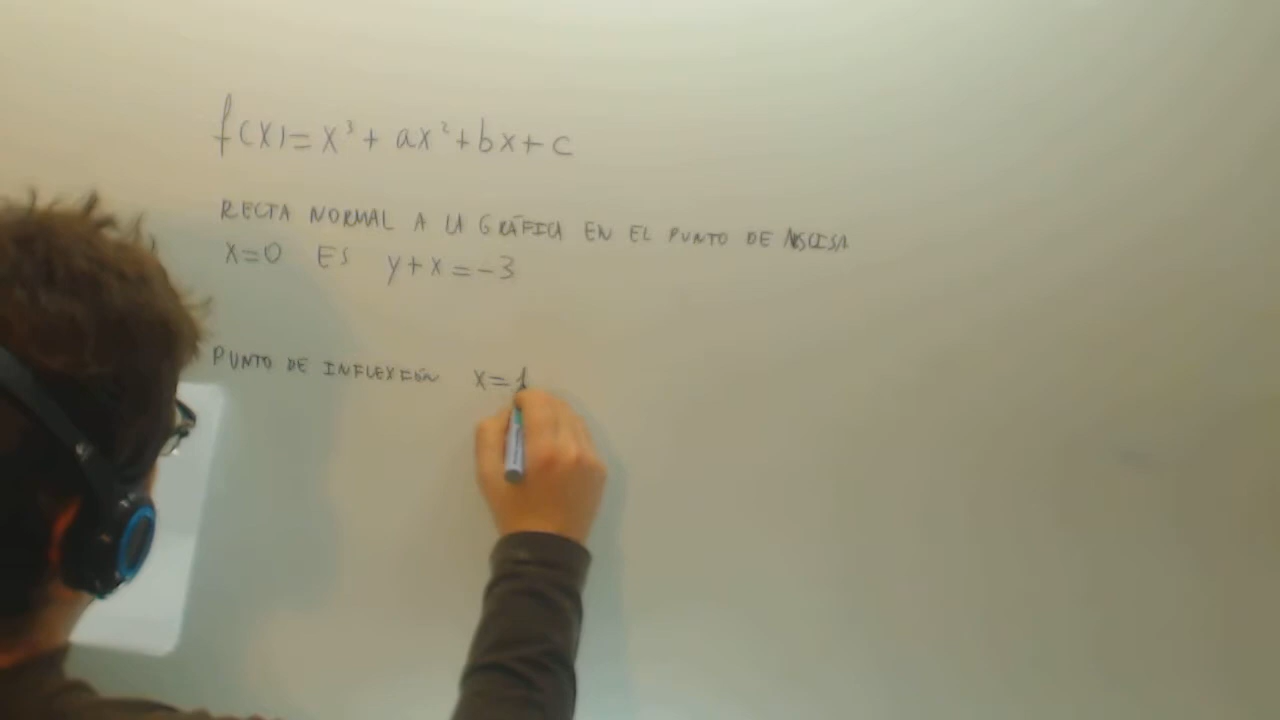 f(x)=x³+ax²+bx+c
RECTA NORMAL A LA GRÁFICA EN EL PUNTO DE ABSCISA
x=0 ES y+x=-3
PUNTO DE INFLEXIÓN x=1